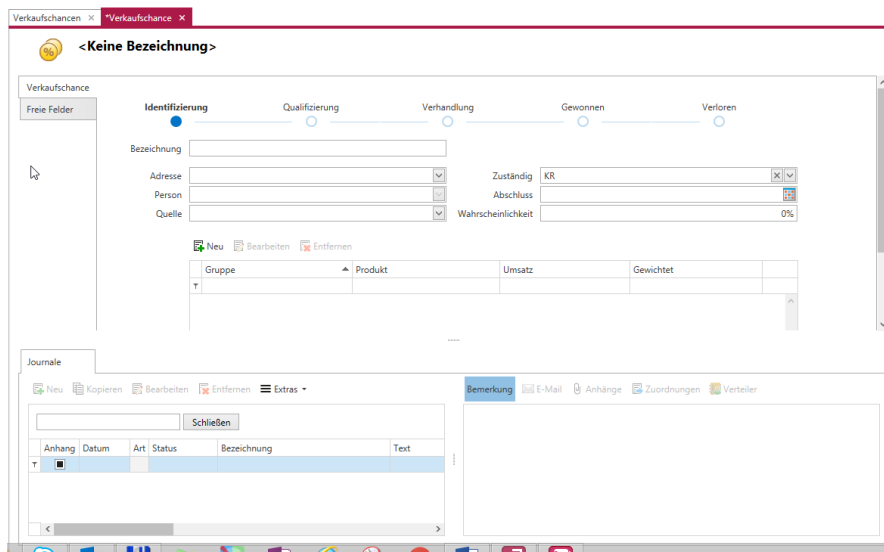 Verkaufschancen × *Verkaufschance ×
<Keine Bezeichnung>
Verkaufschance
Freie Felder
Identifizierung Qualifizierung Verhandlung Gewonnen Verloren
Bezeichnung
Adresse Zuständig KR
Person Abschluss
Quelle Wahrscheinlichkeit 0%
Neu Bearbeiten Entfernen
Gruppe Produkt Umsatz Gewichtet
Journale
Neu Kopieren Bearbeiten Entfernen Extras Bemerkung E-Mail Anhänge Zuordnungen Verteiler
Schließen
Anhang Datum Art Status Bezeichnung Text